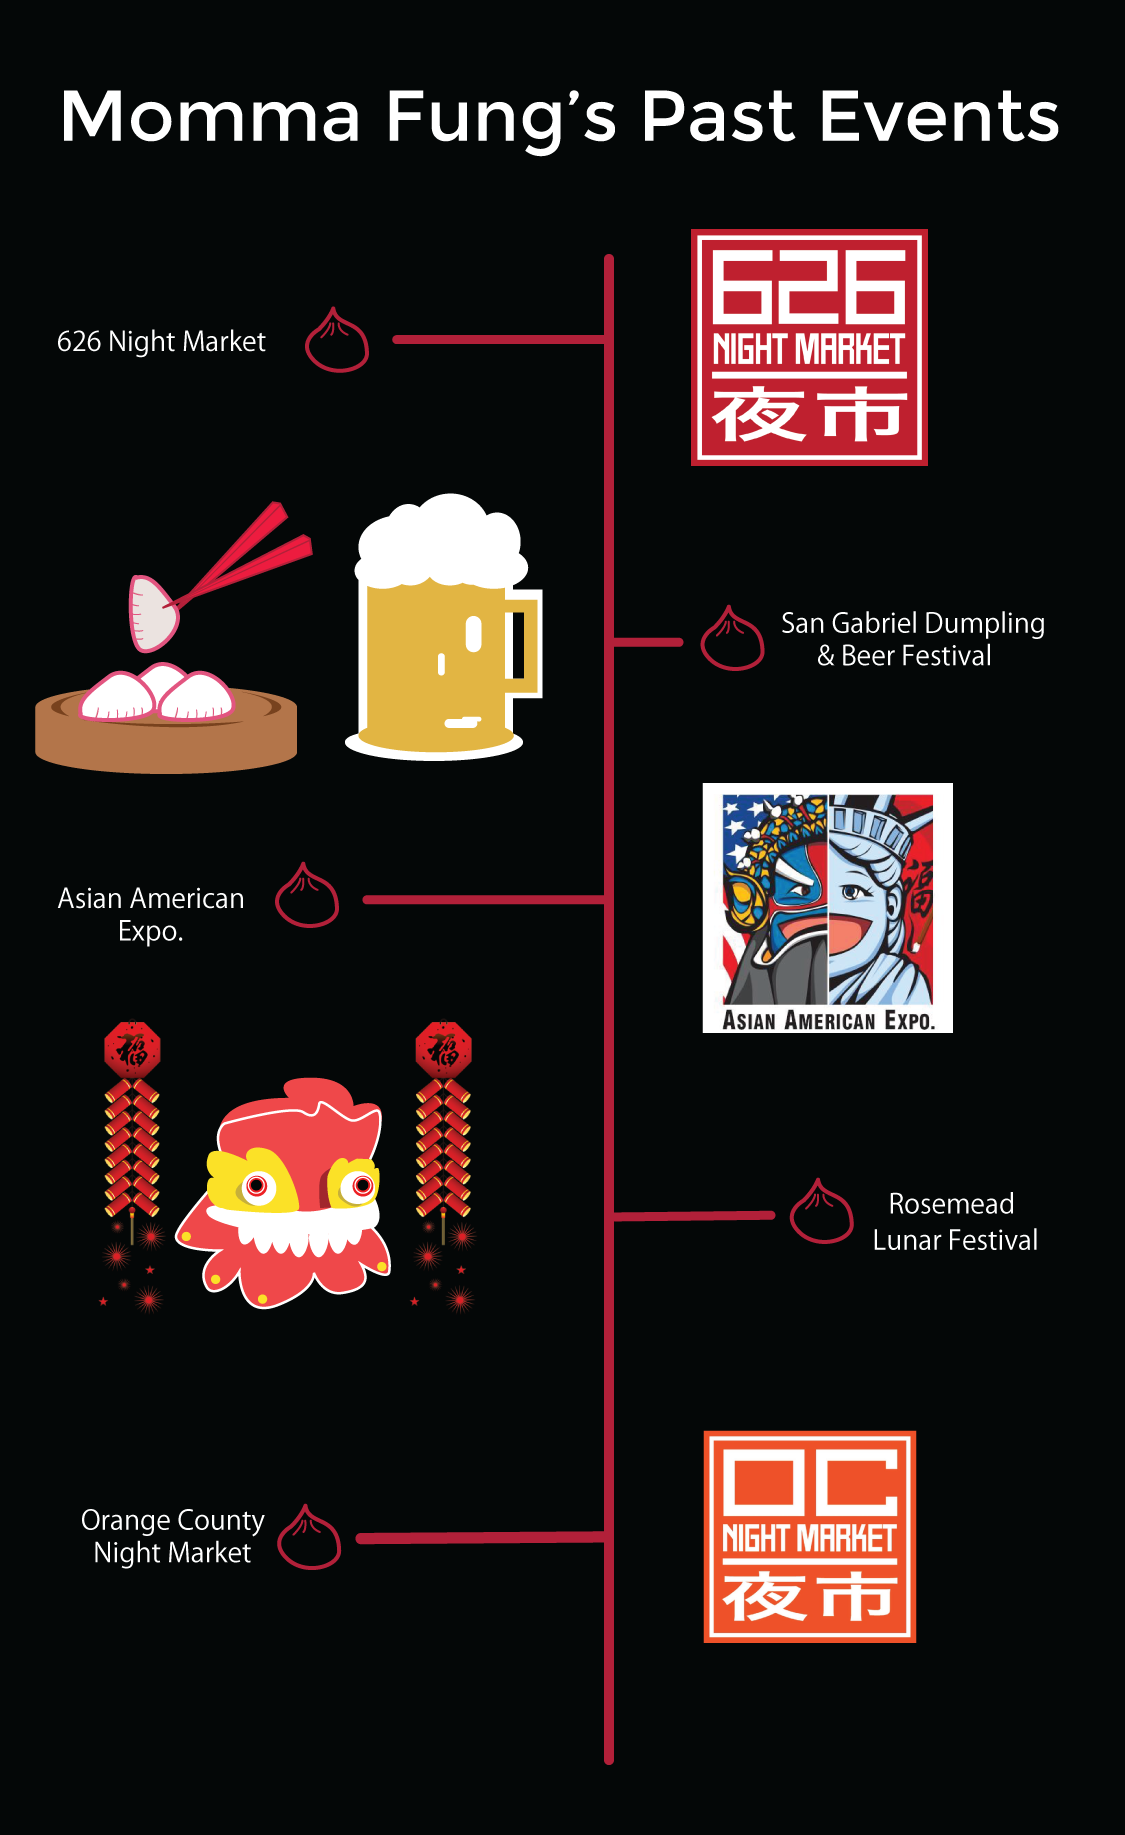 Momma Fung's Past Events
626 Night Market
626
NIGHT MARKET
夜市
San Gabriel Dumpling
& Beer Festival
Asian American
Expo.
福
ASIAN AMERICAN EXPO.
福
福
Rosemead
Lunar Festival
Orange County
Night Market
OC
NIGHT MARKET
夜市